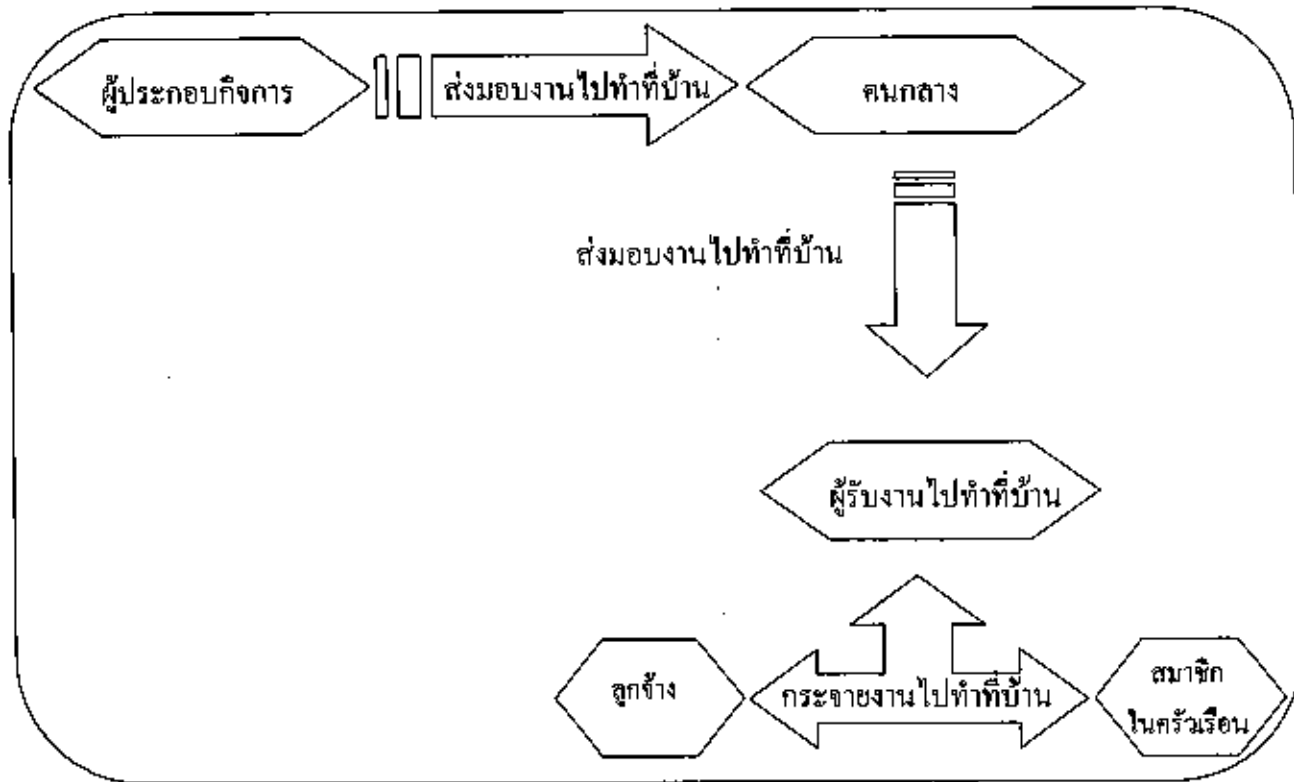 ผู้ประกอบกิจการ
ส่งมอบงานไปทำที่บ้าน
คนกลาง
ส่งมอบงานไปทำที่บ้าน
ผู้รับงานไปทำที่บ้าน
ลูกจ้าง
กระจายงานไปทำที่บ้าน
สมาชิก
ในครัวเรือน